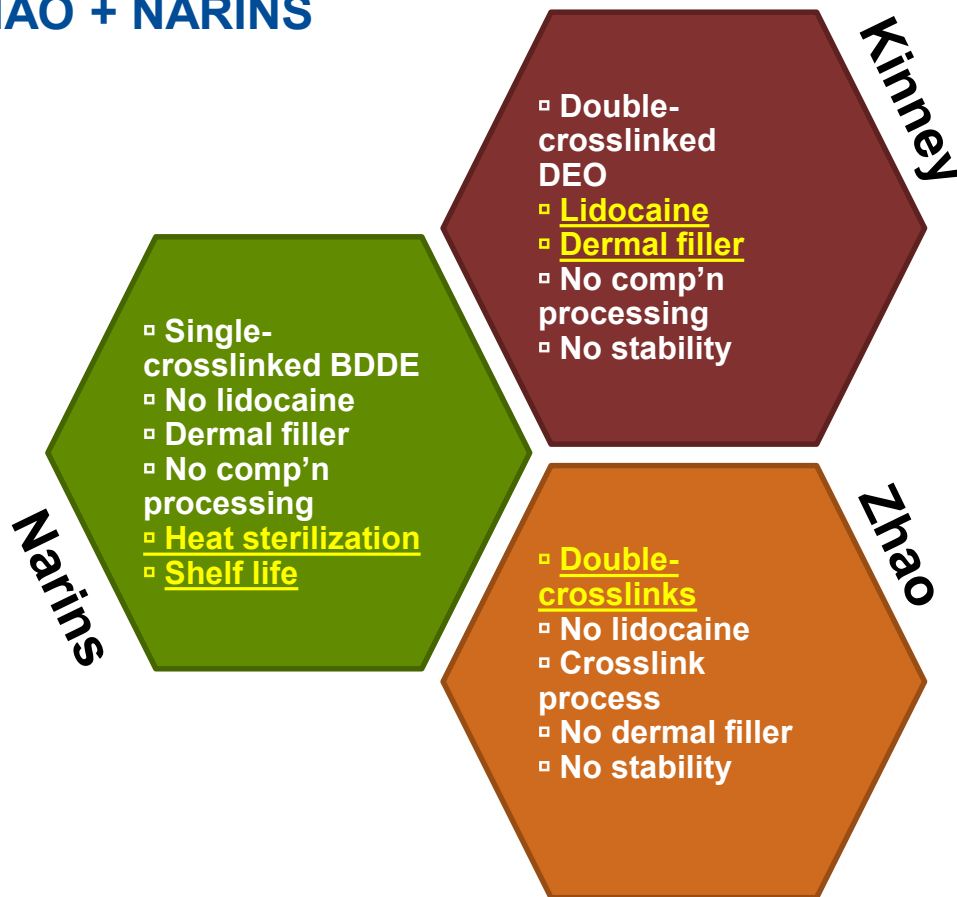 HAO + NARINS
Kinney
▫ Double-
crosslinked
DEO
▫ Lidocaine
▫ Dermal filler
▫ No comp’n
processing
▫ No stability
Narins
▫ Single-
crosslinked BDDE
▫ No lidocaine
▫ Dermal filler
▫ No comp’n
processing
▫ Heat sterilization
▫ Shelf life
Zhao
▫ Double-
crosslinks
▫ No lidocaine
▫ Crosslink
process
▫ No dermal filler
▫ No stability